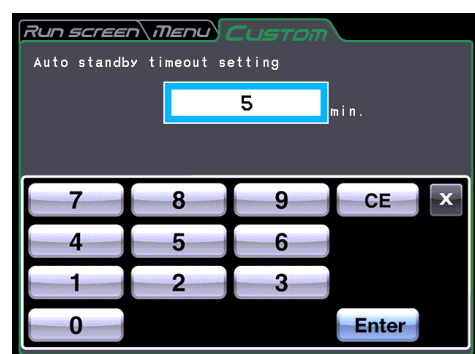 Run screen Menu Custom
Auto standby timeout setting
5 min.
7 8 9 CE X
4 5 6
1 2 3
0 Enter